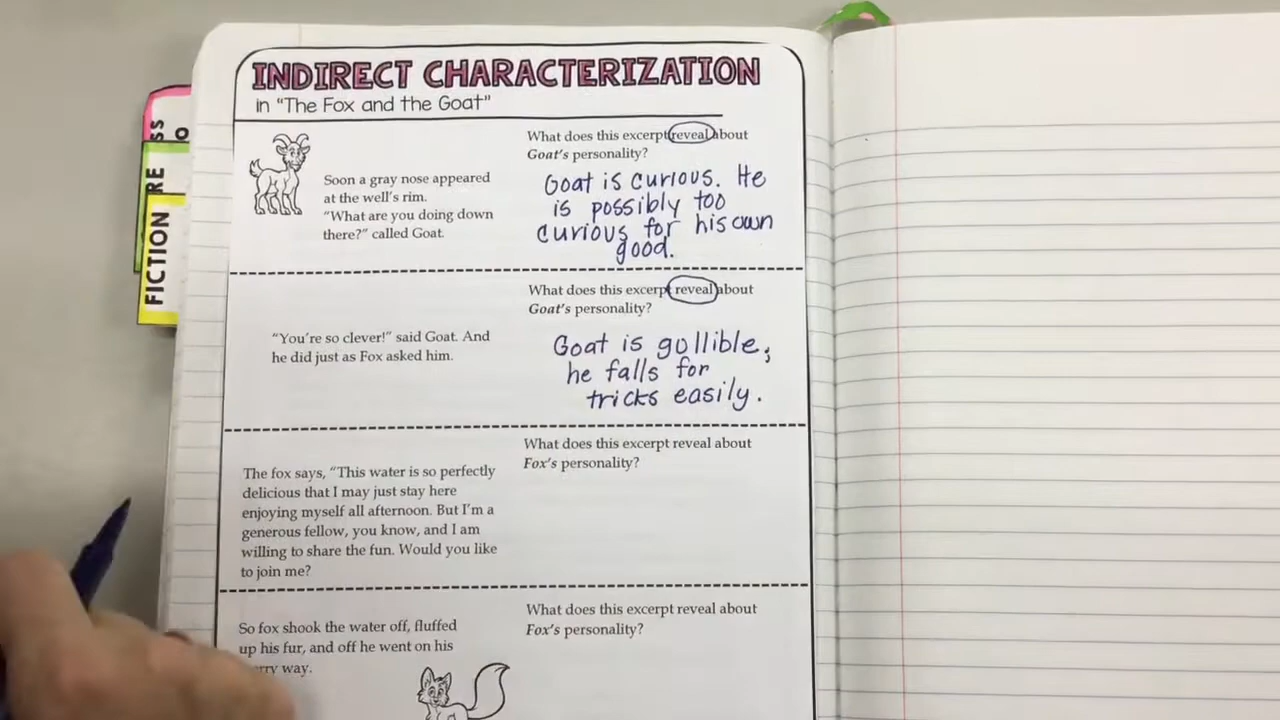 INDIRECT CHARACTERIZATION
in "The Fox and the Goat"
Soon a gray nose appeared
at the well's rim.
"What are you doing down
there?" called Goat.
What does this excerpt reveal about
Goat's personality?
Goat is curious. He
is possibly too
curious for his own
good.
"You're so clever!" said Goat. And
he did just as Fox asked him.
What does this excerpt reveal about
Goat's personality?
Goat is gullible;
he falls for
tricks easily.
The fox says, "This water is so perfectly
delicious that I may just stay here
enjoying myself all afternoon. But I'm a
generous fellow, you know, and I am
willing to share the fun. Would you like
to join me?
What does this excerpt reveal about
Fox's personality?
So fox shook the water off, fluffed
up his fur, and off he went on his
way.
What does this excerpt reveal about
Fox's personality?
SS
O
RE
FICTION